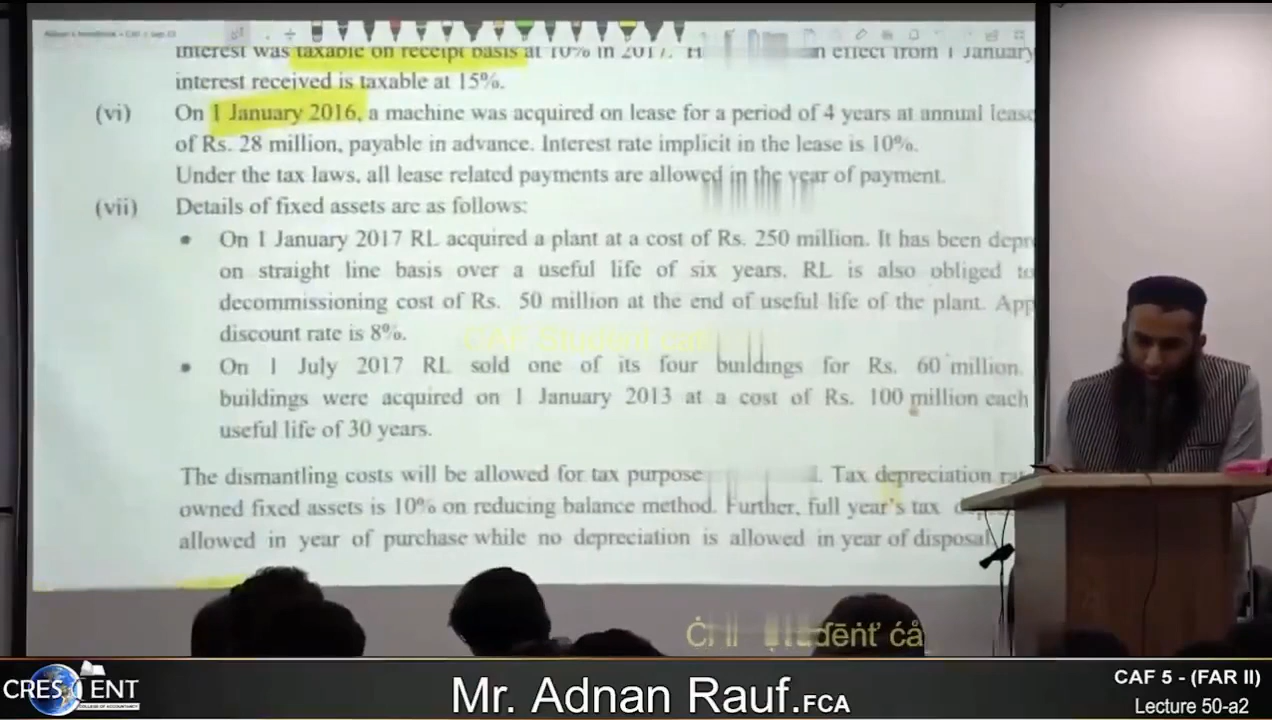 interest was taxable on receipt basis at 10% in 2017. H n effect from 1 January
interest received is taxable at 15%.
(vi) On 1 January 2016, a machine was acquired on lease for a period of 4 years at annual lease
of Rs. 28 million, payable in advance. Interest rate implicit in the lease is 10%.
Under the tax laws, all lease related payments are allowed in the year of payment.
(vii) Details of fixed assets are as follows:
• On 1 January 2017 RL acquired a plant at a cost of Rs. 250 million. It has been depr
on straight line basis over a useful life of six years. RL is also obliged to
decommissioning cost of Rs. 50 million at the end of useful life of the plant. App
discount rate is 8%.
CAF Student
• On 1 July 2017 RL sold one of its four buildings for Rs. 60 million.
buildings were acquired on 1 January 2013 at a cost of Rs. 100 million each
useful life of 30 years.
The dismantling costs will be allowed for tax purpose . Tax depreciation
owned fixed assets is 10% on reducing balance method. Further, full year's tax
allowed in year of purchase while no depreciation is allowed in year of disposal
CRESCENT
COLLEGE OF ACCOUNTANCY
Mr. Adnan Rauf.FCA
CAF 5 - (FAR II)
Lecture 50-a2